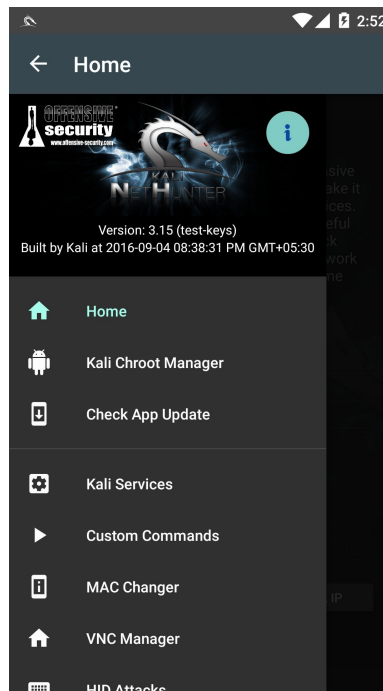 2:52
Home
OFFENSIVE
security
www.offensive-security.com
i
KALI
NETHUNTER
Version: 3.15 (test-keys)
Built by Kali at 2016-09-04 08:38:31 PM GMT+05:30
Home
Kali Chroot Manager
Check App Update
Kali Services
Custom Commands
MAC Changer
VNC Manager
HID Attacks
IP